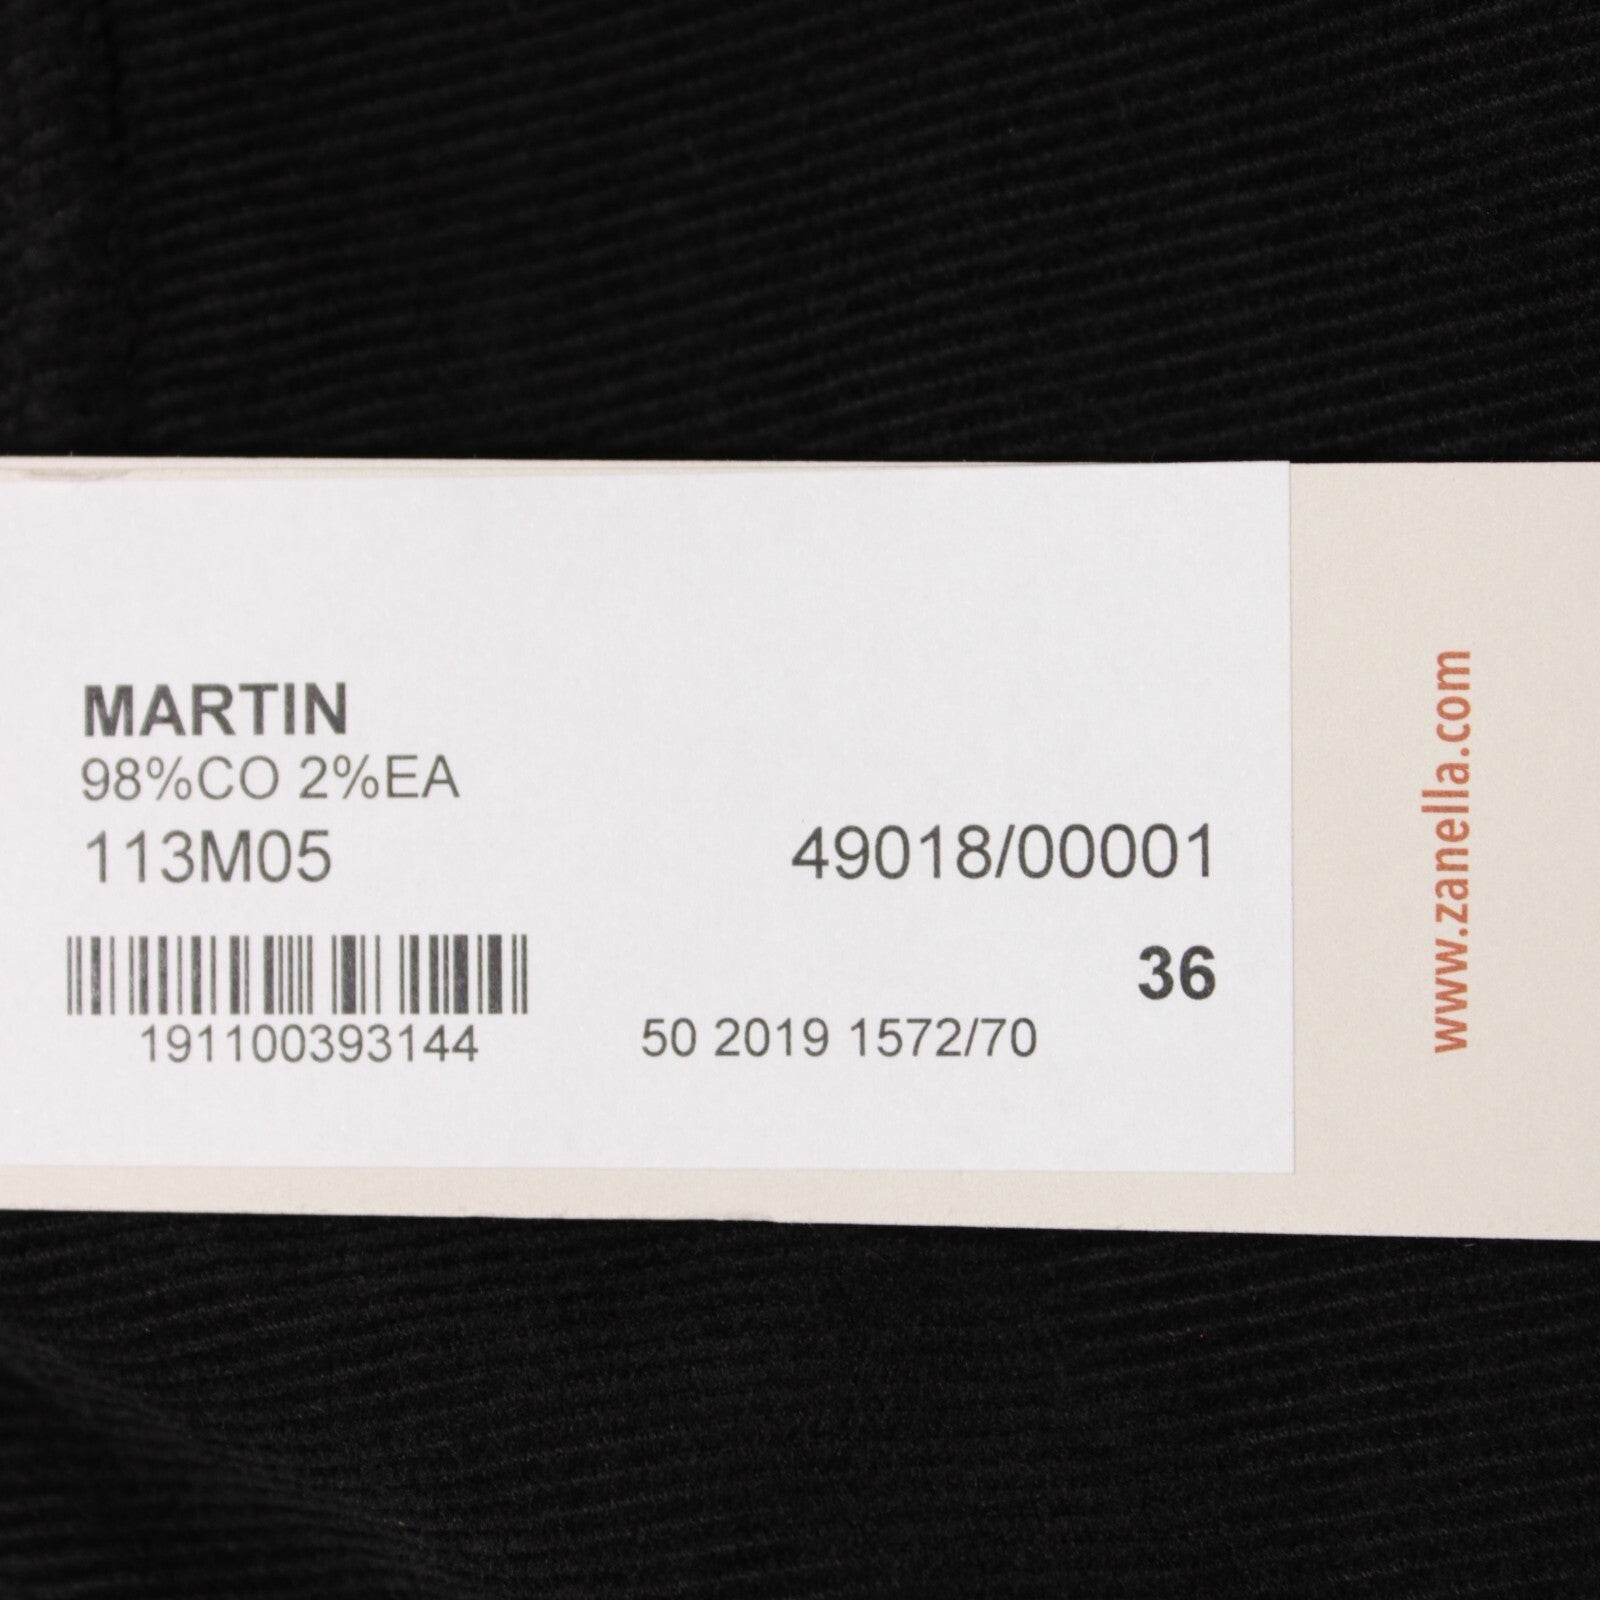 MARTIN
98%CO 2%EA
113M05
49018/00001
36
191100393144
50 2019 1572/70
www.zanella.com